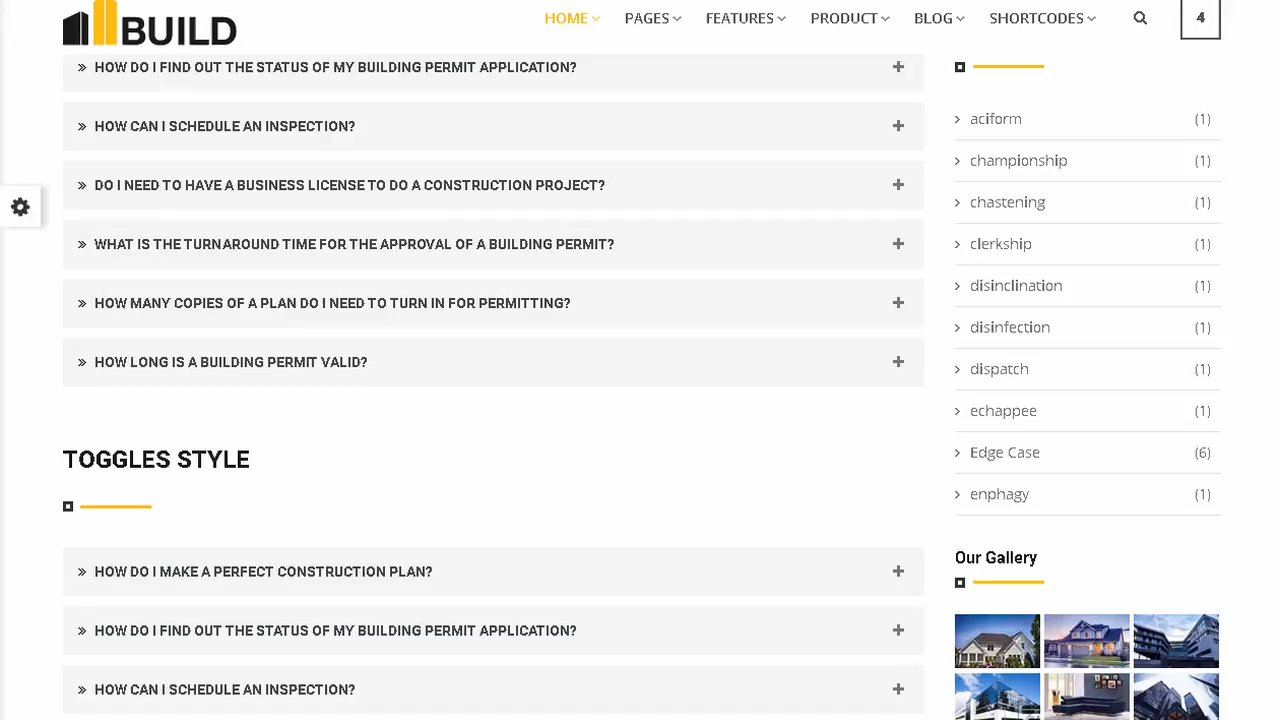 BUILD
HOME
PAGES
FEATURES
PRODUCT
BLOG
SHORTCODES
4
HOW DO I FIND OUT THE STATUS OF MY BUILDING PERMIT APPLICATION?
HOW CAN I SCHEDULE AN INSPECTION?
DO I NEED TO HAVE A BUSINESS LICENSE TO DO A CONSTRUCTION PROJECT?
WHAT IS THE TURNAROUND TIME FOR THE APPROVAL OF A BUILDING PERMIT?
HOW MANY COPIES OF A PLAN DO I NEED TO TURN IN FOR PERMITTING?
HOW LONG IS A BUILDING PERMIT VALID?
TOGGLES STYLE
HOW DO I MAKE A PERFECT CONSTRUCTION PLAN?
HOW DO I FIND OUT THE STATUS OF MY BUILDING PERMIT APPLICATION?
HOW CAN I SCHEDULE AN INSPECTION?
aciform (1)
championship (1)
chastening (1)
clerkship (1)
disinclination (1)
disinfection (1)
dispatch (1)
echappee (1)
Edge Case (6)
enphagy (1)
Our Gallery